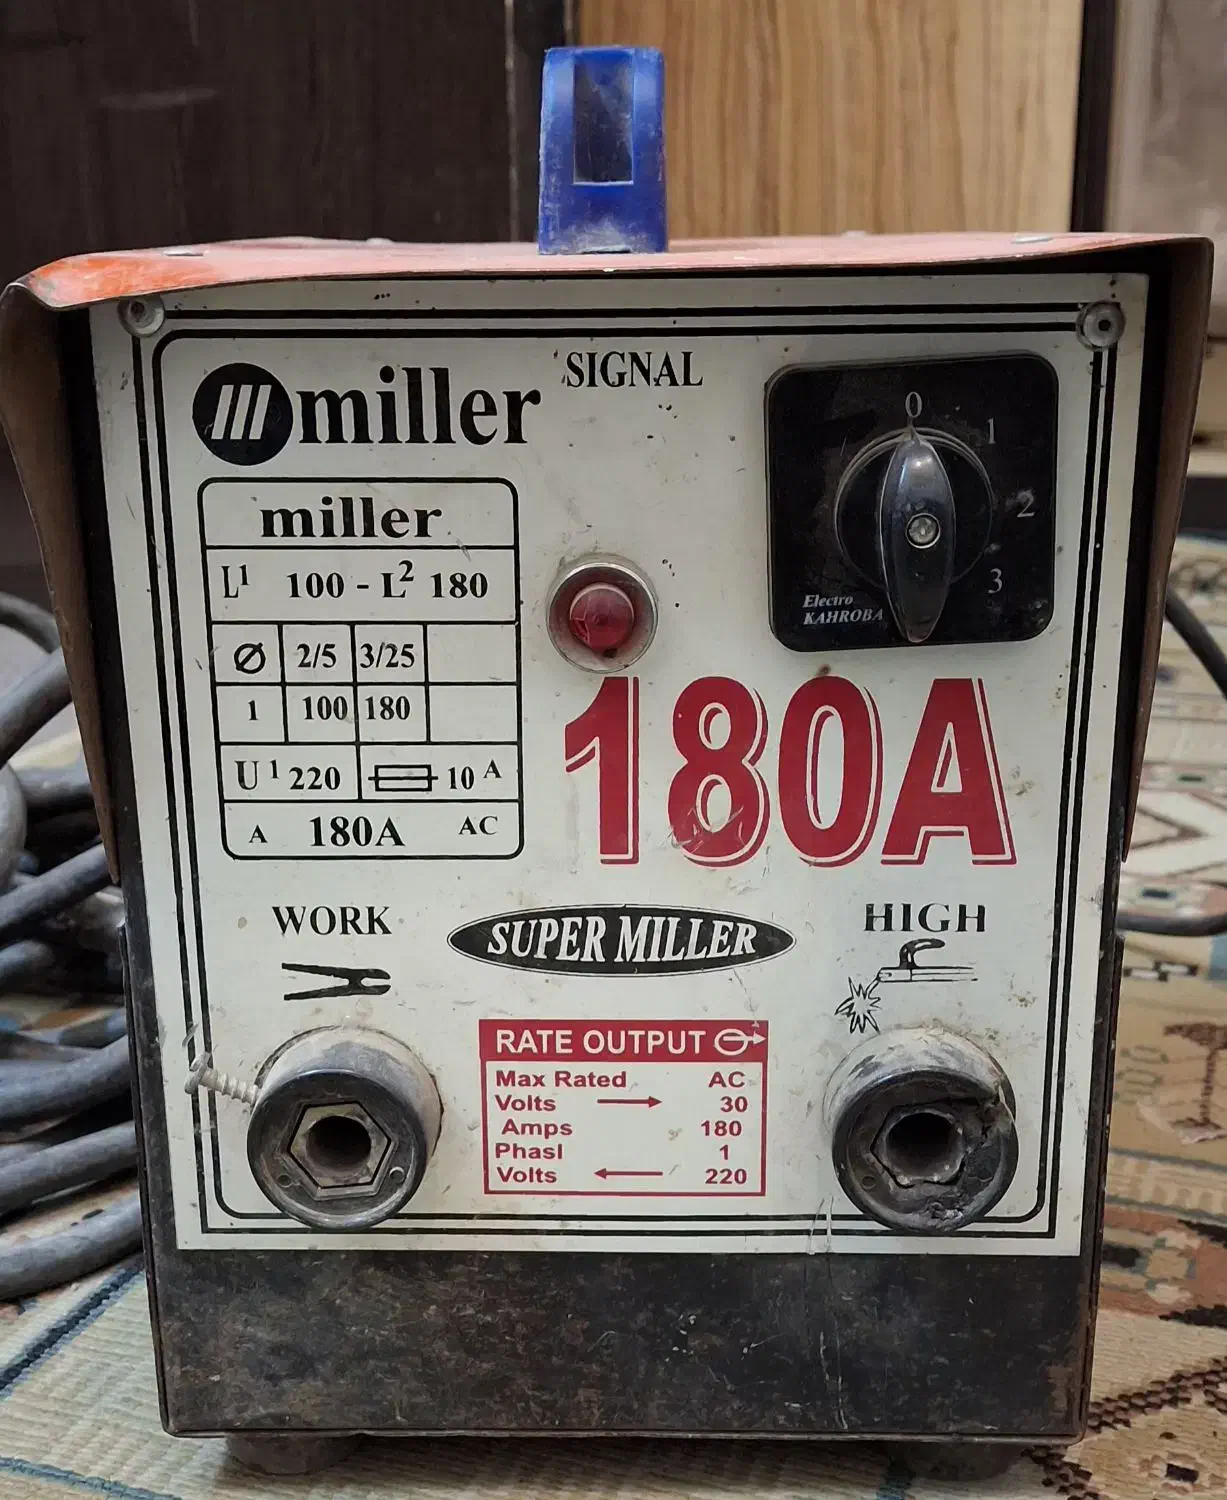 miller
SIGNAL
0
1
2
3
Electro
KAHROBA
miller
L1 100 - L2 180
Ø 2/5 3/25
1 100 180
U1 220 10 A
A 180A AC
180A
WORK
SUPER MILLER
HIGH
RATE OUTPUT
Max Rated AC
Volts → 30
Amps 180
Phasl 1
Volts ← 220